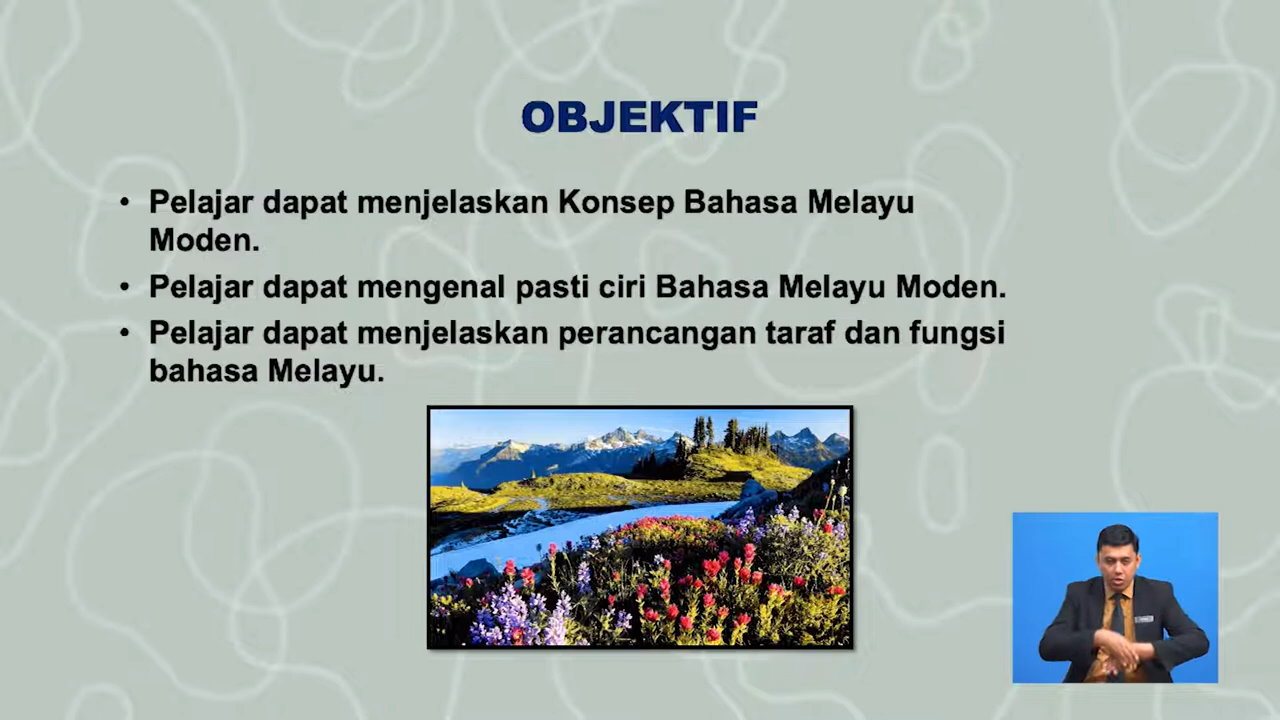 OBJEKTIF
• Pelajar dapat menjelaskan Konsep Bahasa Melayu
Moden.
• Pelajar dapat mengenal pasti ciri Bahasa Melayu Moden.
• Pelajar dapat menjelaskan perancangan taraf dan fungsi
bahasa Melayu.